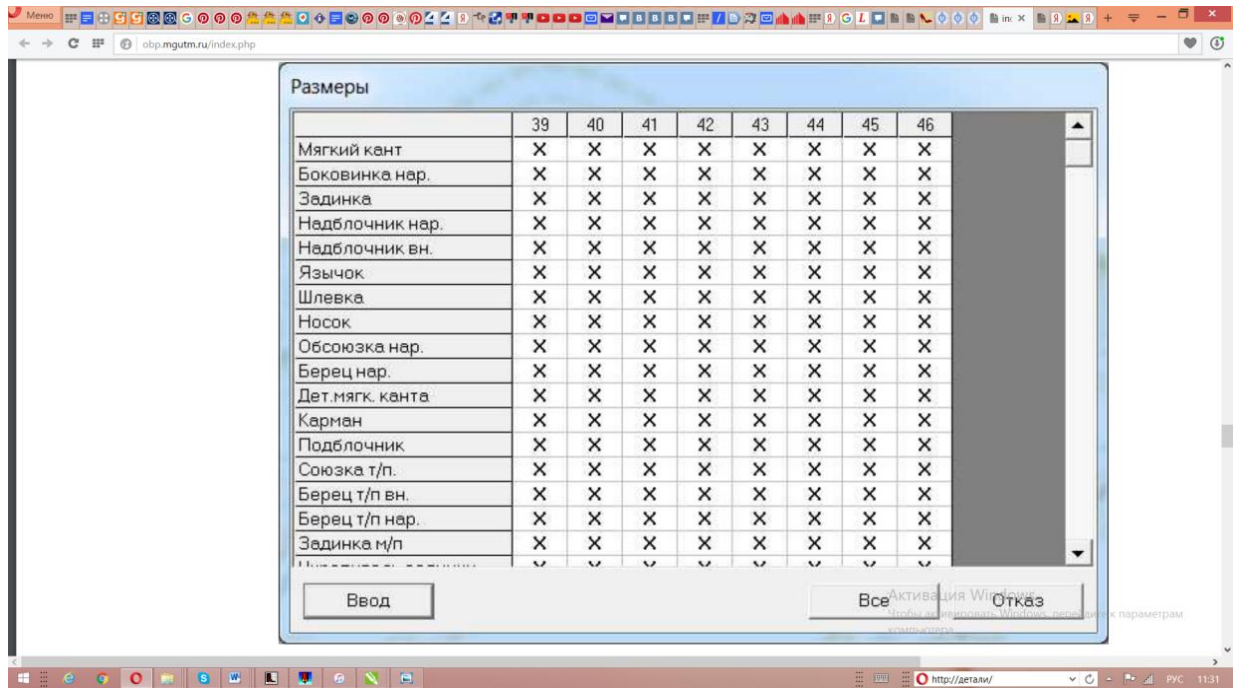 Меню
obp.mgutm.ru/index.php
Размеры
39 40 41 42 43 44 45 46
Мягкий кант X X X X X X X X
Боковинка нар. X X X X X X X X
Задинка X X X X X X X X
Надблочник нар. X X X X X X X X
Надблочник вн. X X X X X X X X
Язычок X X X X X X X X
Шлевка X X X X X X X X
Носок X X X X X X X X
Обсоюзка нар. X X X X X X X X
Берец нар. X X X X X X X X
Дет.мягк. канта X X X X X X X X
Карман X X X X X X X X
Подблочник X X X X X X X X
Союзка т/п. X X X X X X X X
Берец т/п вн. X X X X X X X X
Берец т/п нар. X X X X X X X X
Задинка м/п X X X X X X X X
Ввод Все Отказ
Активация Windows
Чтобы активировать Windows, перейдите к параметрам
компьютера.
http://детали/ РУС 11:31